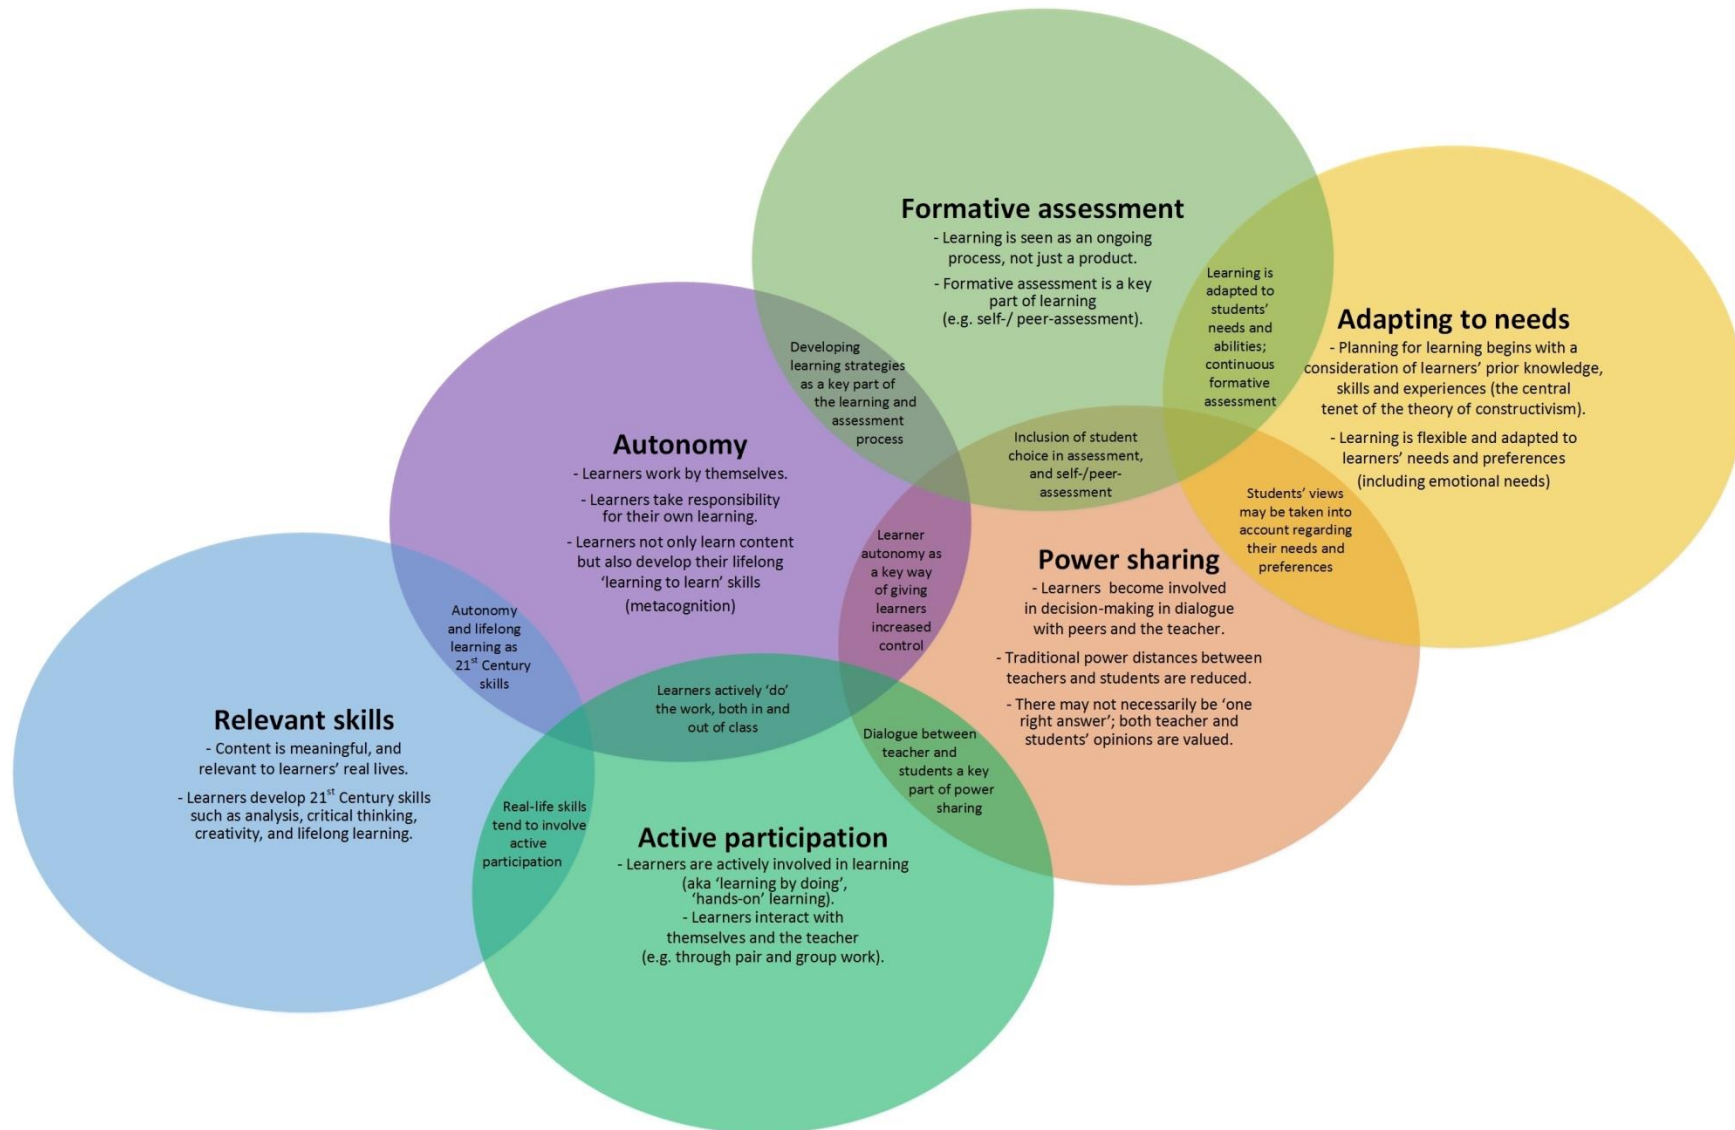 Formative assessment
- Learning is seen as an ongoing
process, not just a product.
- Formative assessment is a key
part of learning
(e.g. self-/ peer-assessment).
Learning is
adapted to
students’
needs and
abilities;
continuous
formative
assessment
Adapting to needs
- Planning for learning begins with a
consideration of learners’ prior knowledge,
skills and experiences (the central
tenet of the theory of constructivism).
- Learning is flexible and adapted to
learners’ needs and preferences
(including emotional needs)
Developing
learning strategies
as a key part of
the learning and
assessment
process
Inclusion of student
choice in assessment,
and self-/peer-
assessment
Students’ views
may be taken into
account regarding
their needs and
preferences
Autonomy
- Learners work by themselves.
- Learners take responsibility
for their own learning.
- Learners not only learn content
but also develop their lifelong
‘learning to learn’ skills
(metacognition)
Learner
autonomy as
a key way
of giving
learners
increased
control
Power sharing
- Learners become involved
in decision-making in dialogue
with peers and the teacher.
- Traditional power distances between
teachers and students are reduced.
- There may not necessarily be ‘one
right answer’; both teacher and
students’ opinions are valued.
Autonomy
and lifelong
learning as
21st Century
skills
Learners actively ‘do’
the work, both in and
out of class
Dialogue between
teacher and
students a key
part of power
sharing
Relevant skills
- Content is meaningful, and
relevant to learners’ real lives.
- Learners develop 21st Century skills
such as analysis, critical thinking,
creativity, and lifelong learning.
Real-life skills
tend to involve
active
participation
Active participation
- Learners are actively involved in learning
(aka ‘learning by doing’,
‘hands-on’ learning).
- Learners interact with
themselves and the teacher
(e.g. through pair and group work).